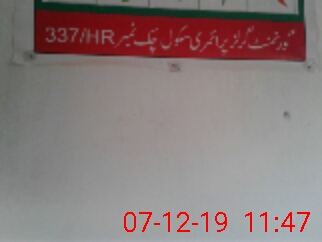 گورنمنٹ گرلز پرائمری سکول چک نمبر 337/HR
07-12-19 11:47